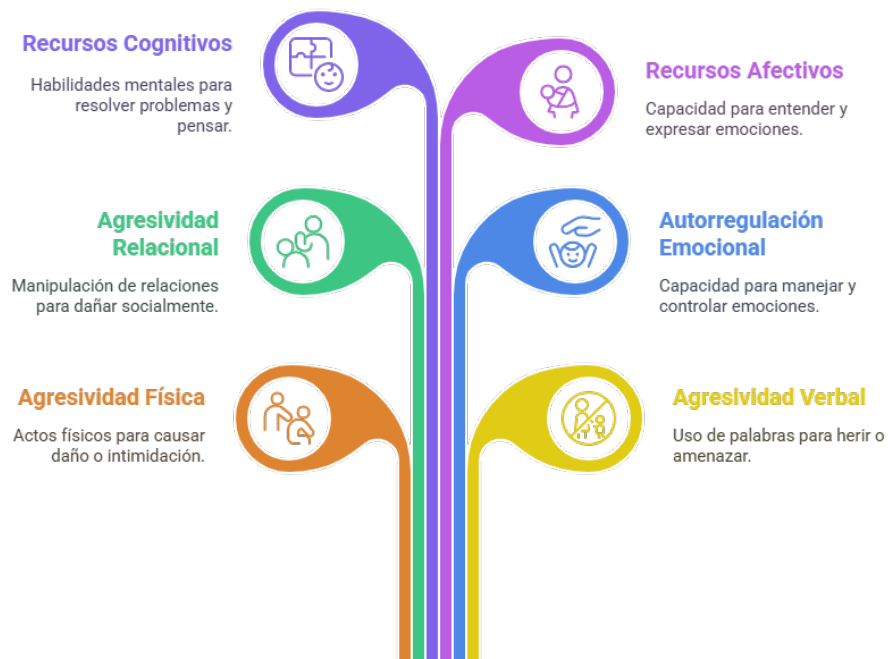 Recursos Cognitivos
Habilidades mentales para
resolver problemas y
pensar.
Recursos Afectivos
Capacidad para entender y
expresar emociones.
Agresividad
Relacional
Manipulación de relaciones
para dañar socialmente.
Autorregulación
Emocional
Capacidad para manejar y
controlar emociones.
Agresividad Física
Actos físicos para causar
daño o intimidación.
Agresividad Verbal
Uso de palabras para herir o
amenazar.